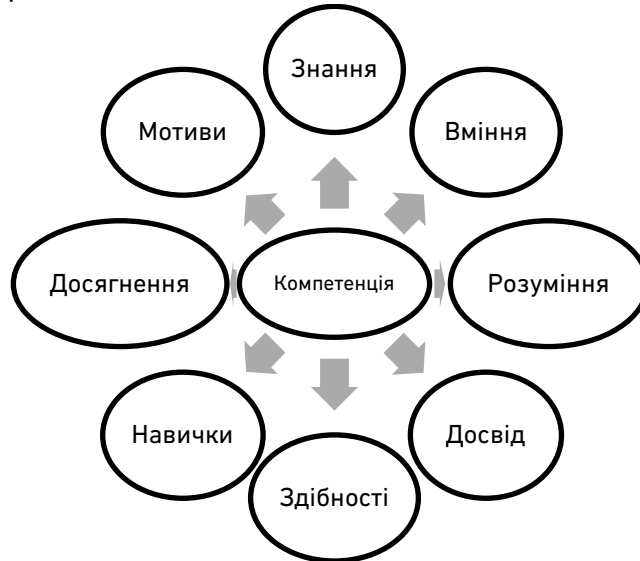 Знання
Мотиви
Вміння
Досягнення
Компетенція
Розуміння
Навички
Досвід
Здібності